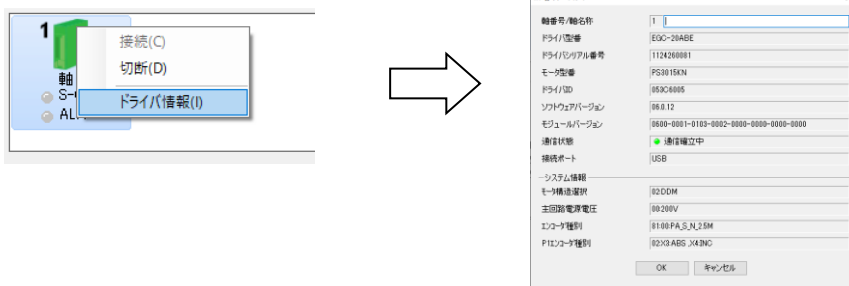 1
接続(C)
切断(D)
軸
ドライバ情報(I)
S-
AL
軸番号/軸名称 1
ドライバ型番 EGC-20ABE
ドライバシリアル番号 1124260081
モータ型番 PS3015KN
ドライバID 059C6005
ソフトウェアバージョン 06.0.12
モジュールバージョン 0600-0001-0103-0002-0000-0000-0000-0000
通信状態 通信確立中
接続ポート USB
システム情報
モータ構造選択 02:DDM
主回路電源電圧 00:200V
エンコーダ種別 81:00:PA_S_N_2.5M
P1エンコーダ種別 02:X3:ABS ,X4:INC
OK キャンセル